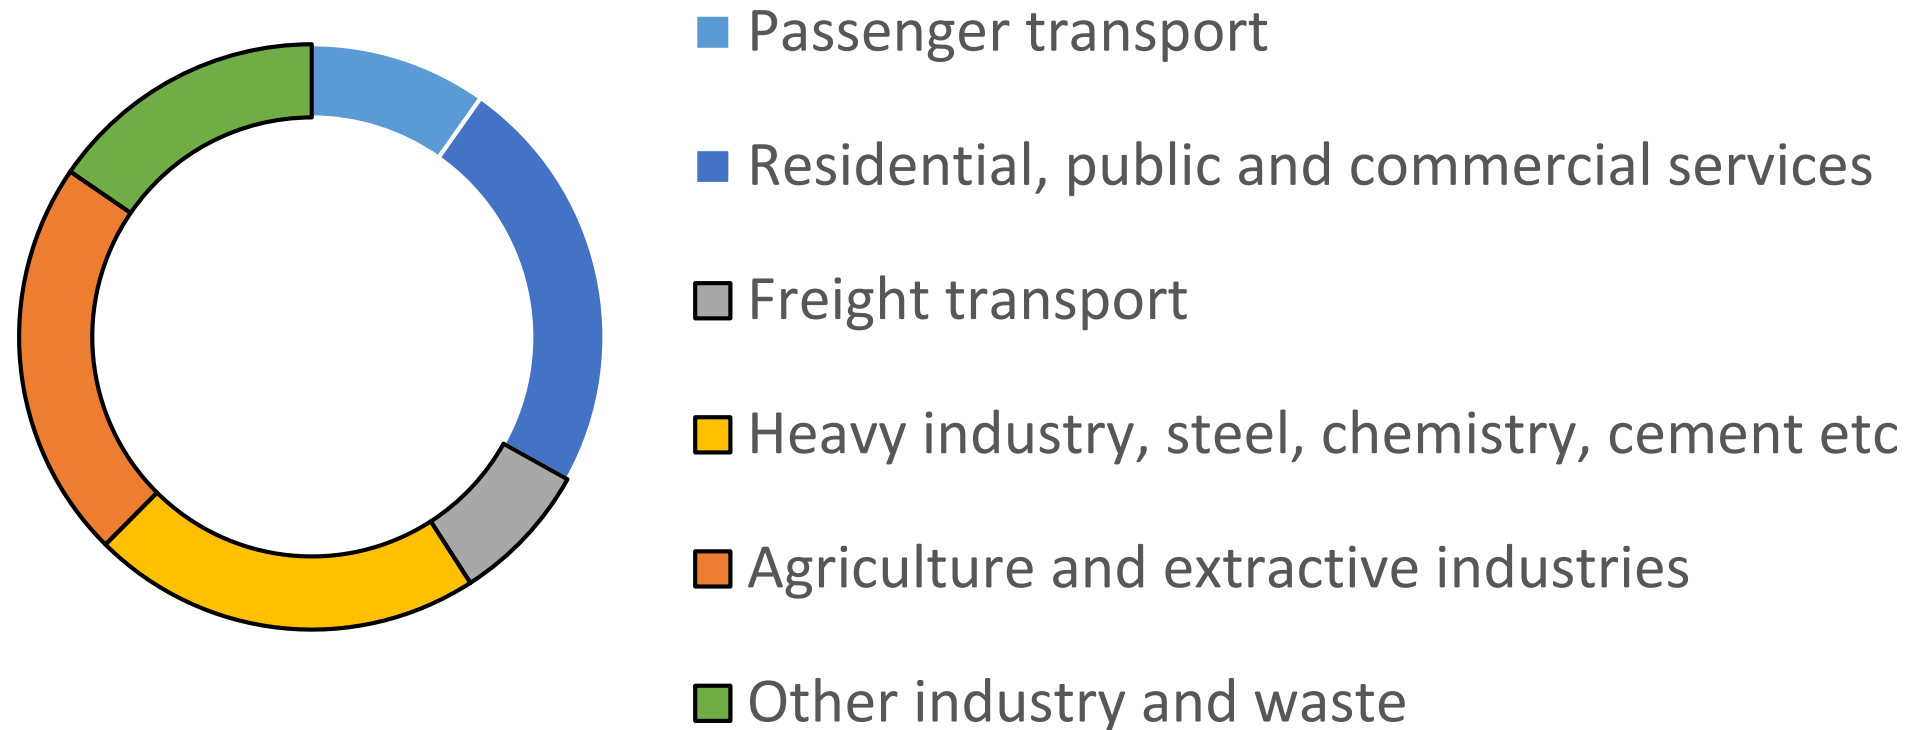 Passenger transport
Residential, public and commercial services
Freight transport
Heavy industry, steel, chemistry, cement etc
Agriculture and extractive industries
Other industry and waste